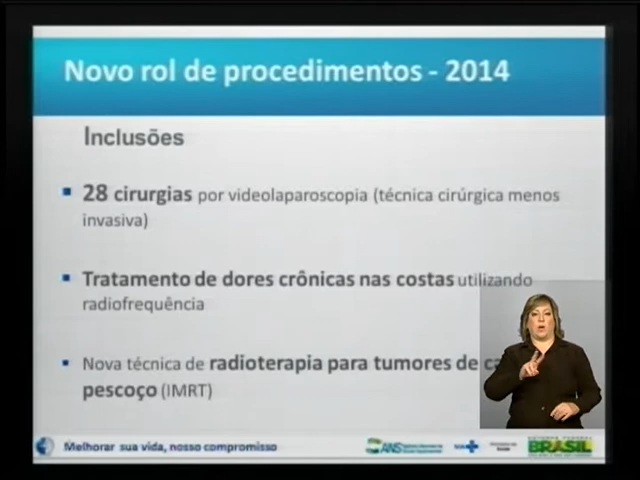 Novo rol de procedimentos - 2014
Inclusões
28 cirurgias por videolaparoscopia (técnica cirúrgica menos
invasiva)
Tratamento de dores crônicas nas costas utilizando
radiofrequência
Nova técnica de radioterapia para tumores de
pescoço (IMRT)
Melhorar sua vida, nosso compromisso
ANS
SUS
BRASIL